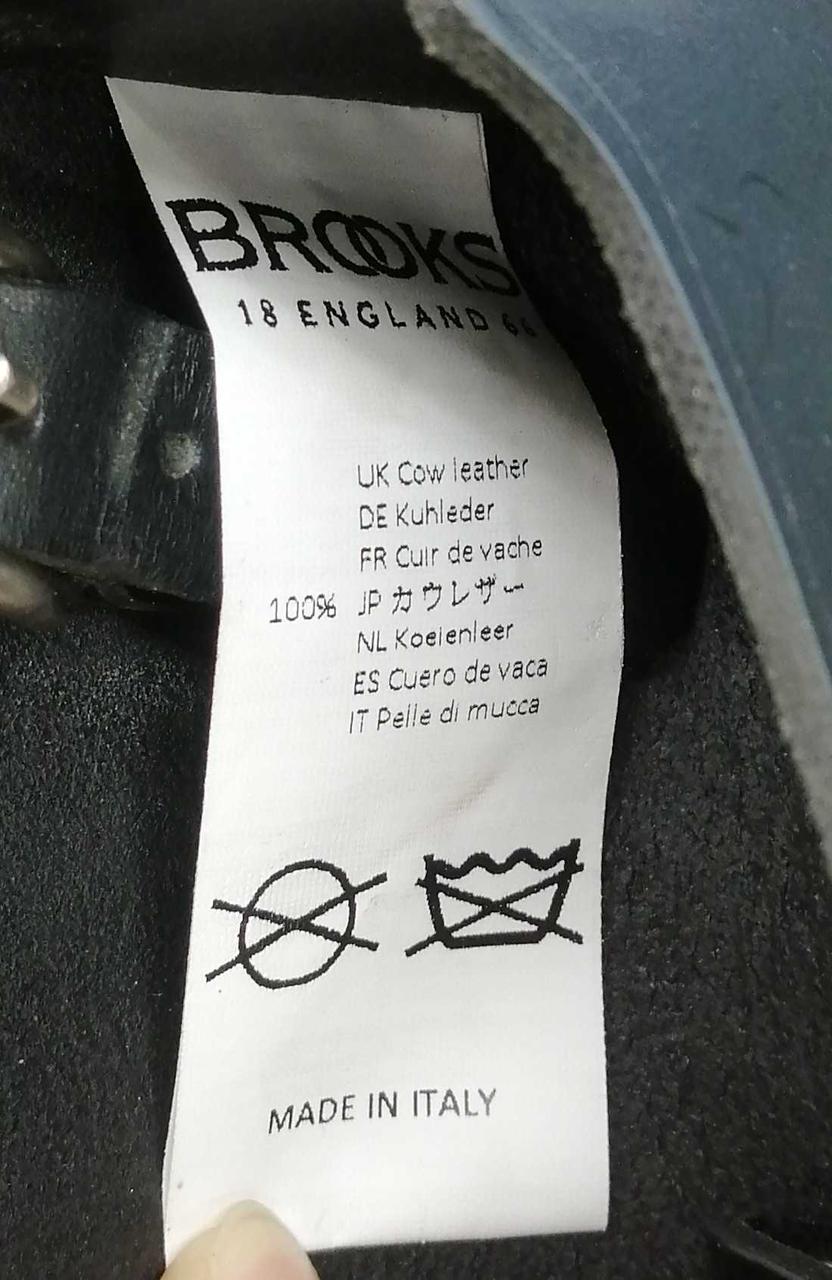 BROOKS
18 ENGLAND 66
UK Cow leather
DE Kuhleder
FR Cuir de vache
100% JP カウレザー
NL Koeienleer
ES Cuero de vaca
IT Pelle di mucca
MADE IN ITALY